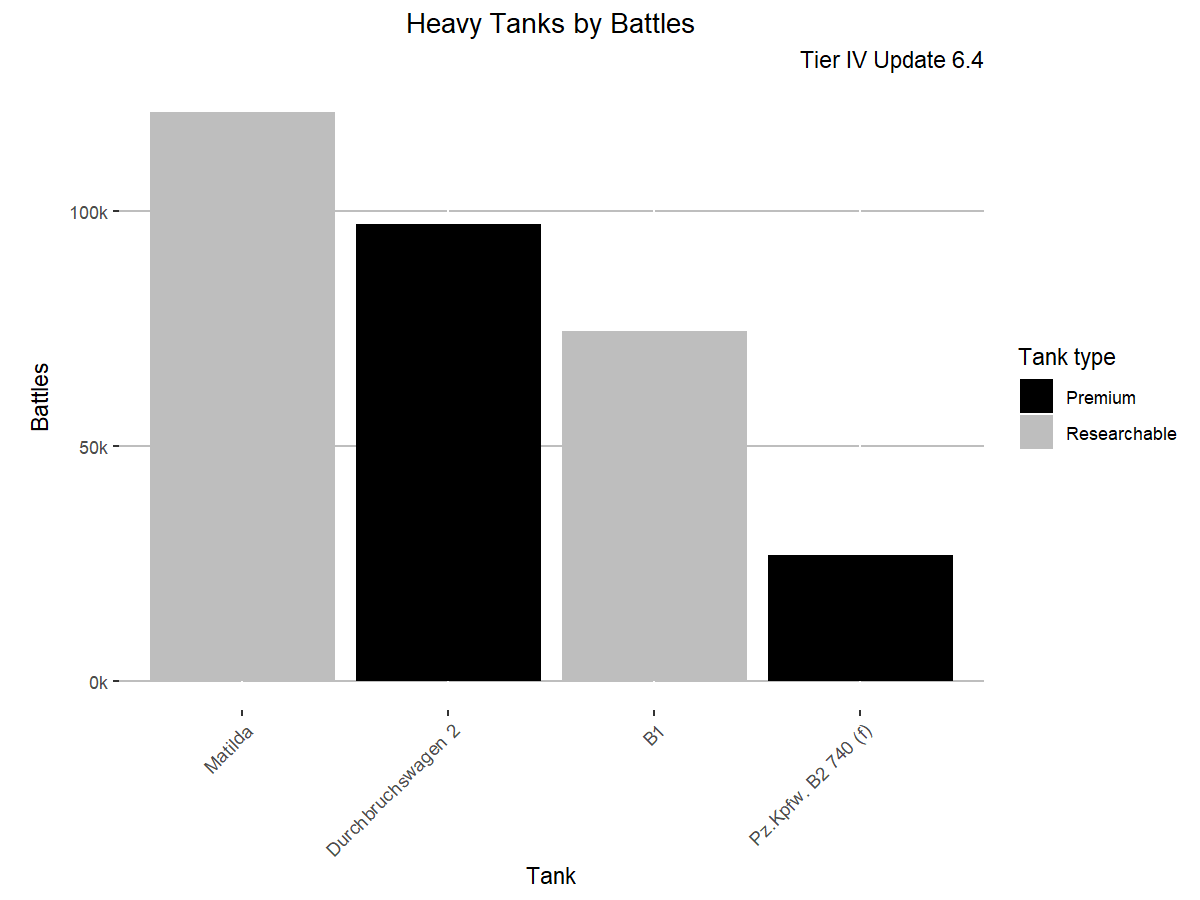 Heavy Tanks by Battles
Tier IV Update 6.4
Battles
100k
50k
0k
Matilda
Durchbruchswagen 2
B1
Pz.Kpfw. B2 740 (f)
Tank
Tank type
Premium
Researchable